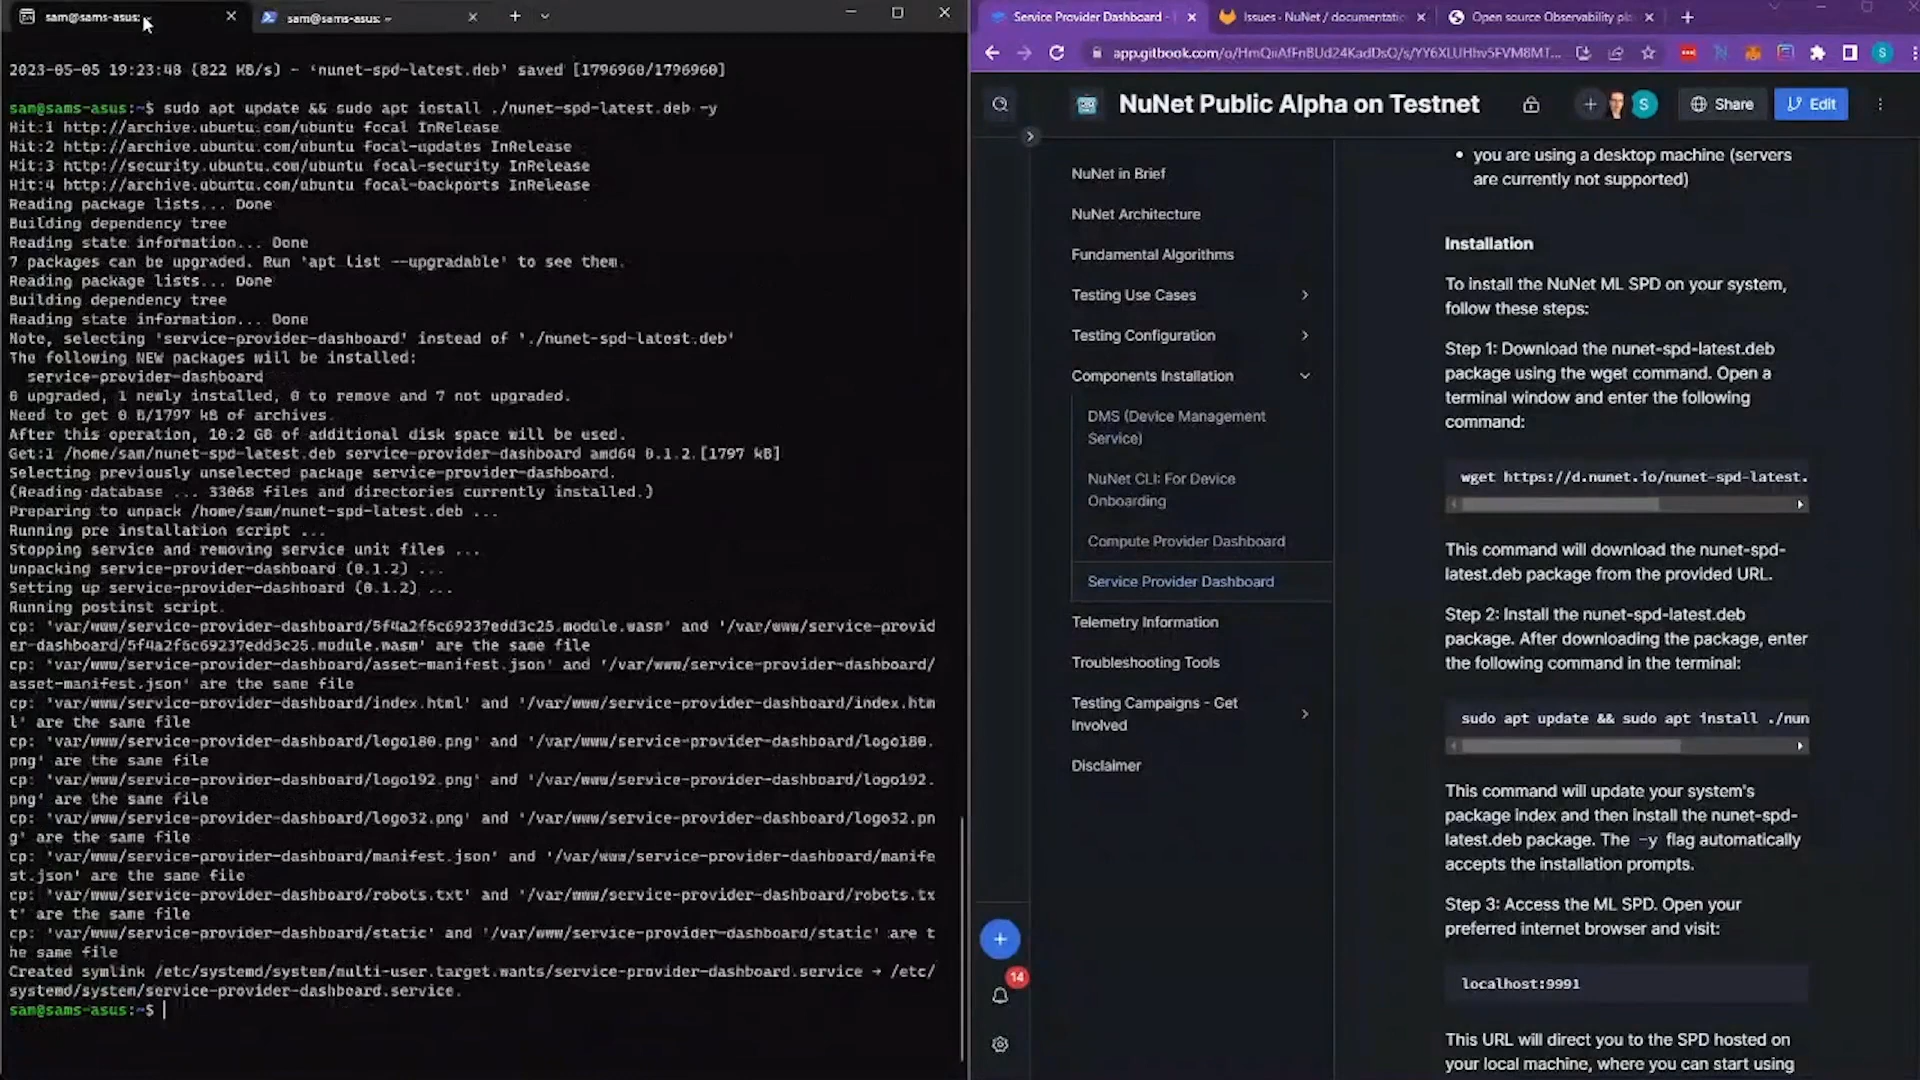 sam@sams-asus: ~
sam@sams-asus: ~
2023-05-05 19:23:48 (822 KB/s) - ‘nunet-spd-latest.deb’ saved [1796960/1796960]
sam@sams-asus:~$ sudo apt update && sudo apt install ./nunet-spd-latest.deb -y
Hit:1 http://archive.ubuntu.com/ubuntu focal InRelease
Hit:2 http://archive.ubuntu.com/ubuntu focal-updates InRelease
Hit:3 http://security.ubuntu.com/ubuntu focal-security InRelease
Hit:4 http://archive.ubuntu.com/ubuntu focal-backports InRelease
Reading package lists... Done
Building dependency tree
Reading state information... Done
7 packages can be upgraded. Run 'apt list --upgradable' to see them.
Reading package lists... Done
Building dependency tree
Reading state information... Done
Note, selecting 'service-provider-dashboard' instead of './nunet-spd-latest.deb'
The following NEW packages will be installed:
service-provider-dashboard
0 upgraded, 1 newly installed, 0 to remove and 7 not upgraded.
Need to get 0 B/1797 kB of archives.
After this operation, 10.2 GB of additional disk space will be used.
Get:1 /home/sam/nunet-spd-latest.deb service-provider-dashboard amd64 0.1.2 [1797 kB]
Selecting previously unselected package service-provider-dashboard.
(Reading database ... 33068 files and directories currently installed.)
Preparing to unpack /home/sam/nunet-spd-latest.deb ...
Running pre installation script ...
Stopping service and removing service unit files ...
unpacking service-provider-dashboard (0.1.2) ...
Setting up service-provider-dashboard (0.1.2) ...
Running postinst script.
cp: 'var/www/service-provider-dashboard/5f4a2f5c69237edd3c25.module.wasm' and '/var/www/service-provid
er-dashboard/5f4a2f5c69237edd3c25.module.wasm' are the same file
cp: 'var/www/service-provider-dashboard/asset-manifest.json' and '/var/www/service-provider-dashboard/
asset-manifest.json' are the same file
cp: 'var/www/service-provider-dashboard/index.html' and '/var/www/service-provider-dashboard/index.htm
l' are the same file
cp: 'var/www/service-provider-dashboard/logo180.png' and '/var/www/service-provider-dashboard/logo180.
png' are the same file
cp: 'var/www/service-provider-dashboard/logo192.png' and '/var/www/service-provider-dashboard/logo192.
png' are the same file
cp: 'var/www/service-provider-dashboard/logo32.png' and '/var/www/service-provider-dashboard/logo32.pn
g' are the same file
cp: 'var/www/service-provider-dashboard/manifest.json' and '/var/www/service-provider-dashboard/manife
st.json' are the same file
cp: 'var/www/service-provider-dashboard/robots.txt' and '/var/www/service-provider-dashboard/robots.tx
t' are the same file
cp: 'var/www/service-provider-dashboard/static' and '/var/www/service-provider-dashboard/static' are t
he same file
Created symlink /etc/systemd/system/multi-user.target.wants/service-provider-dashboard.service → /etc/
systemd/system/service-provider-dashboard.service.
sam@sams-asus:~$
Service Provider Dashboard -
Issues - NuNet / documentatio
Open source Observability pla
app.gitbook.com/o/
NuNet Public Alpha on Testnet
S
Share
Edit
NuNet in Brief
NuNet Architecture
Fundamental Algorithms
Testing Use Cases
Testing Configuration
Components Installation
DMS (Device Management
Service)
NuNet CLI: For Device
Onboarding
Compute Provider Dashboard
Service Provider Dashboard
Telemetry Information
Troubleshooting Tools
Testing Campaigns - Get
Involved
Disclaimer
14
• you are using a desktop machine (servers
are currently not supported)
Installation
To install the NuNet ML SPD on your system,
follow these steps:
Step 1: Download the nunet-spd-latest.deb
package using the wget command. Open a
terminal window and enter the following
command:
wget https://d.nunet.io/nunet-spd-latest.
This command will download the nunet-spd-
latest.deb package from the provided URL.
Step 2: Install the nunet-spd-latest.deb
package. After downloading the package, enter
the following command in the terminal:
sudo apt update && sudo apt install ./nun
This command will update your system's
package index and then install the nunet-spd-
latest.deb package. The -y flag automatically
accepts the installation prompts.
Step 3: Access the ML SPD. Open your
preferred internet browser and visit:
localhost:9991
This URL will direct you to the SPD hosted on
your local machine, where you can start using